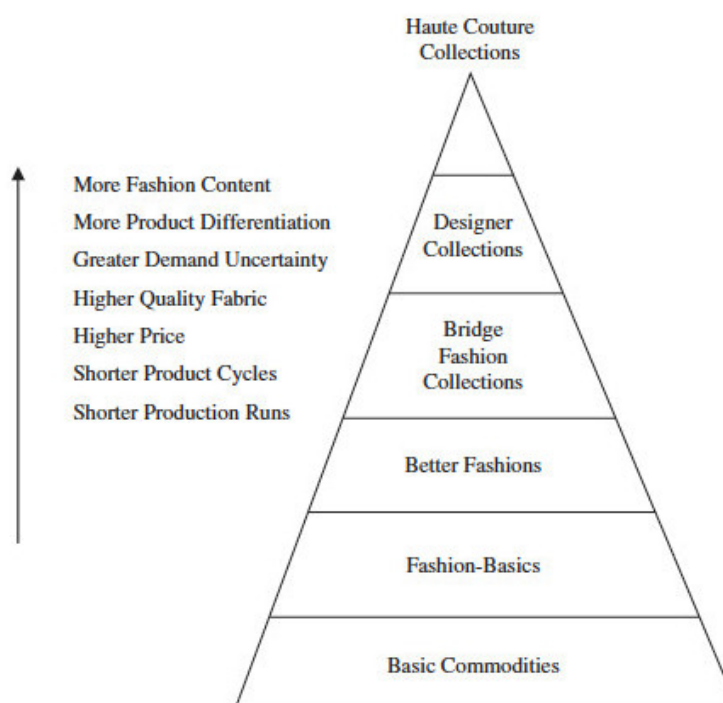 Haute Couture
Collections
More Fashion Content
More Product Differentiation
Greater Demand Uncertainty
Higher Quality Fabric
Higher Price
Shorter Product Cycles
Shorter Production Runs
Designer
Collections
Bridge
Fashion
Collections
Better Fashions
Fashion-Basics
Basic Commodities